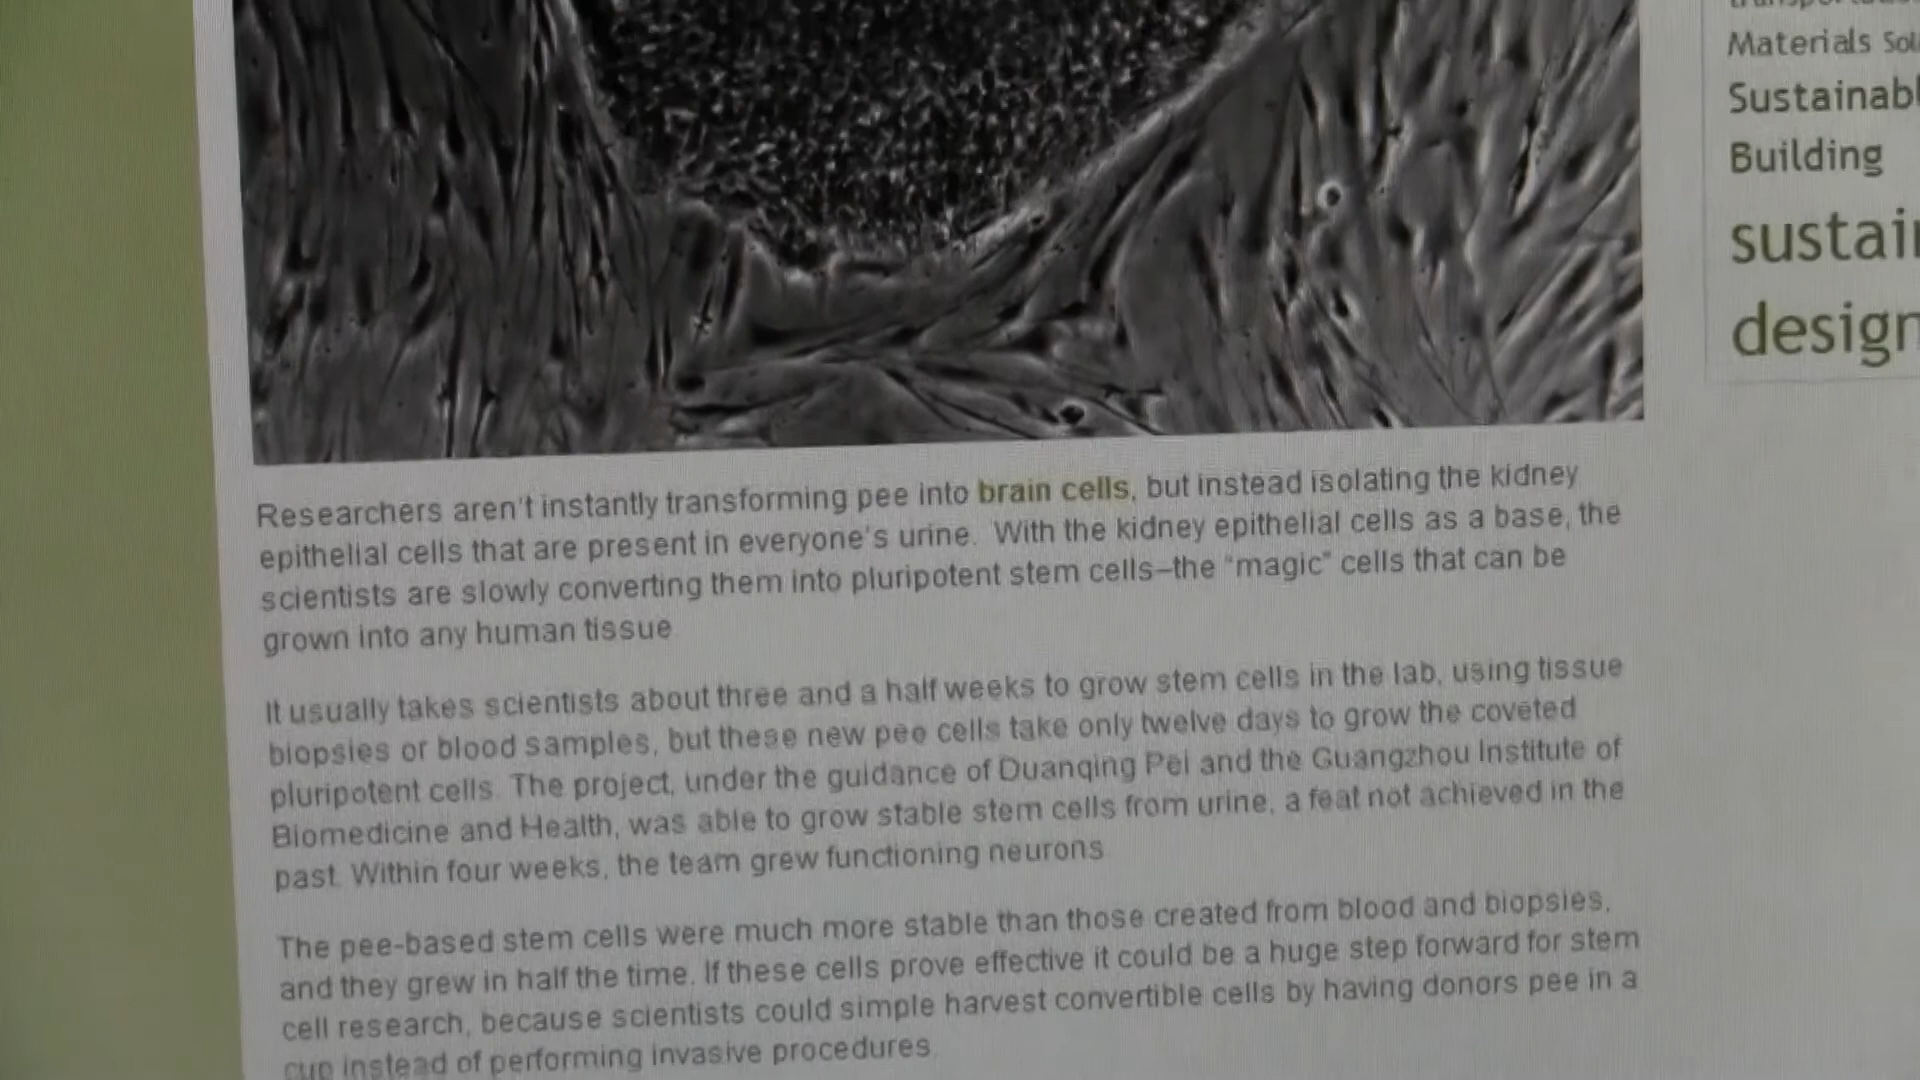 Materials
Sustainabl
Building
sustai
design
Researchers aren't instantly transforming pee into brain cells, but instead isolating the kidney
epithelial cells that are present in everyone's urine. With the kidney epithelial cells as a base, the
scientists are slowly converting them into pluripotent stem cells–the "magic" cells that can be
grown into any human tissue
It usually takes scientists about three and a half weeks to grow stem cells in the lab, using tissue
biopsies or blood samples, but these new pee cells take only twelve days to grow the coveted
pluripotent cells. The project, under the guidance of Duanqing Pei and the Guangzhou Institute of
Biomedicine and Health, was able to grow stable stem cells from urine, a feat not achieved in the
past. Within four weeks, the team grew functioning neurons
The pee-based stem cells were much more stable than those created from blood and biopsies,
and they grew in half the time. If these cells prove effective it could be a huge step forward for stem
cell research, because scientists could simple harvest convertible cells by having donors pee in a
cup instead of performing invasive procedures